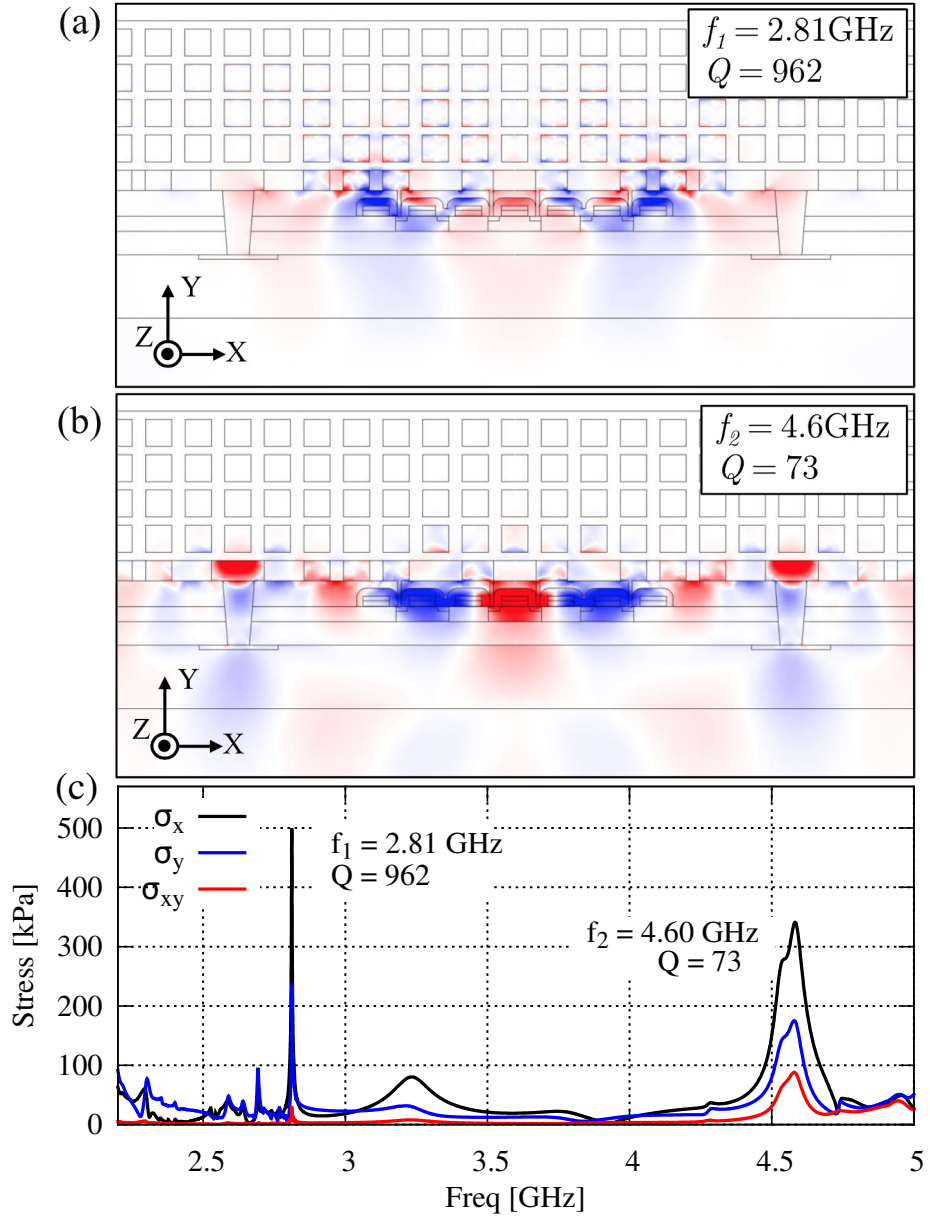 (a)
f₁ = 2.81GHz
Q = 962
Y
Z
X
(b)
f₂ = 4.6GHz
Q = 73
Y
Z
X
(c)
σx
σy
σxy
f₁ = 2.81 GHz
Q = 962
f₂ = 4.60 GHz
Q = 73
Stress [kPa]
500
400
300
200
100
0
2.5
3
3.5
4
4.5
5
Freq [GHz]